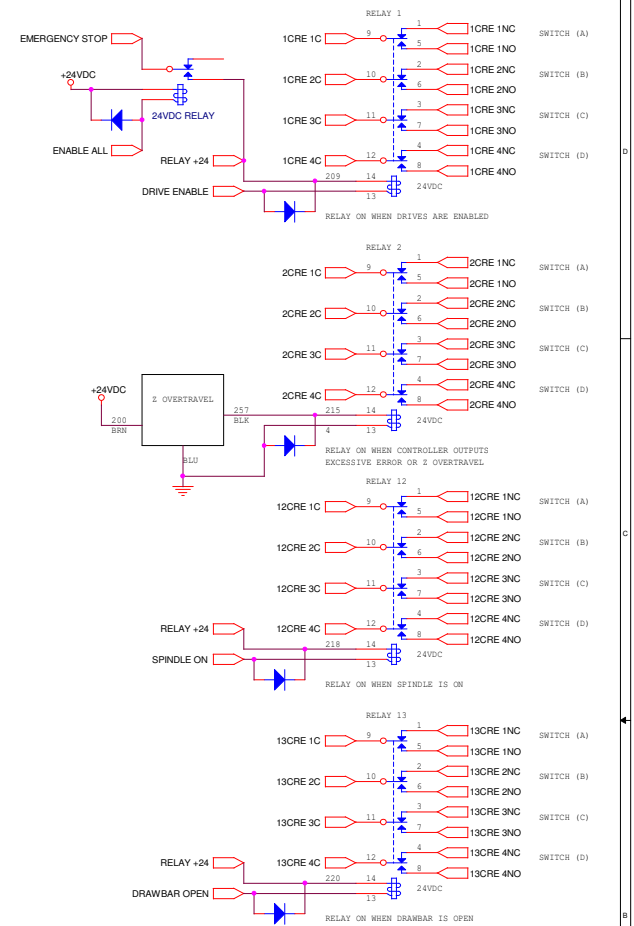 RELAY 1
EMERGENCY STOP
+24VDC
24VDC RELAY
ENABLE ALL
RELAY +24
DRIVE ENABLE
1CRE 1C 9 1 1CRE 1NC SWITCH (A)
5 1CRE 1NO
1CRE 2C 10 2 1CRE 2NC SWITCH (B)
6 1CRE 2NO
1CRE 3C 11 3 1CRE 3NC SWITCH (C)
7 1CRE 3NO
1CRE 4C 12 4 1CRE 4NC SWITCH (D)
8 1CRE 4NO
209 14 24VDC
13
RELAY ON WHEN DRIVES ARE ENABLED
D
RELAY 2
2CRE 1C 9 1 2CRE 1NC SWITCH (A)
5 2CRE 1NO
2CRE 2C 10 2 2CRE 2NC SWITCH (B)
6 2CRE 2NO
2CRE 3C 11 3 2CRE 3NC SWITCH (C)
7 2CRE 3NO
2CRE 4C 12 4 2CRE 4NC SWITCH (D)
8 2CRE 4NO
+24VDC
Z OVERTRAVEL
200
BRN
257
BLK
BLU
215 14 24VDC
4 13
RELAY ON WHEN CONTROLLER OUTPUTS
EXCESSIVE ERROR OR Z OVERTRAVEL
RELAY 12
12CRE 1C 9 1 12CRE 1NC SWITCH (A)
5 12CRE 1NO
C
12CRE 2C 10 2 12CRE 2NC SWITCH (B)
6 12CRE 2NO
12CRE 3C 11 3 12CRE 3NC SWITCH (C)
7 12CRE 3NO
12CRE 4C 12 4 12CRE 4NC SWITCH (D)
8 12CRE 4NO
RELAY +24
SPINDLE ON
218 14 24VDC
13
RELAY ON WHEN SPINDLE IS ON
RELAY 13
13CRE 1C 9 1 13CRE 1NC SWITCH (A)
5 13CRE 1NO
13CRE 2C 10 2 13CRE 2NC SWITCH (B)
6 13CRE 2NO
13CRE 3C 11 3 13CRE 3NC SWITCH (C)
7 13CRE 3NO
13CRE 4C 12 4 13CRE 4NC SWITCH (D)
8 13CRE 4NO
RELAY +24
DRAWBAR OPEN
220 14 24VDC
13
RELAY ON WHEN DRAWBAR IS OPEN
B